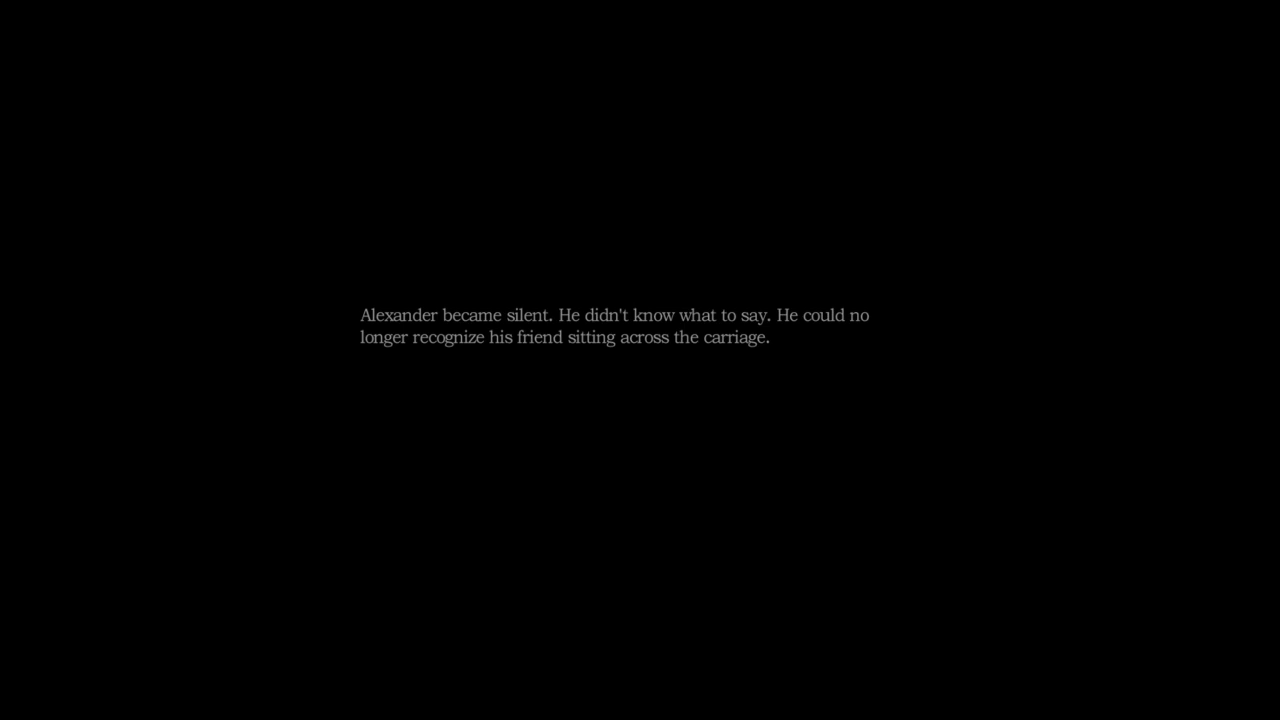 Alexander became silent. He didn't know what to say. He could no
longer recognize his friend sitting across the carriage.